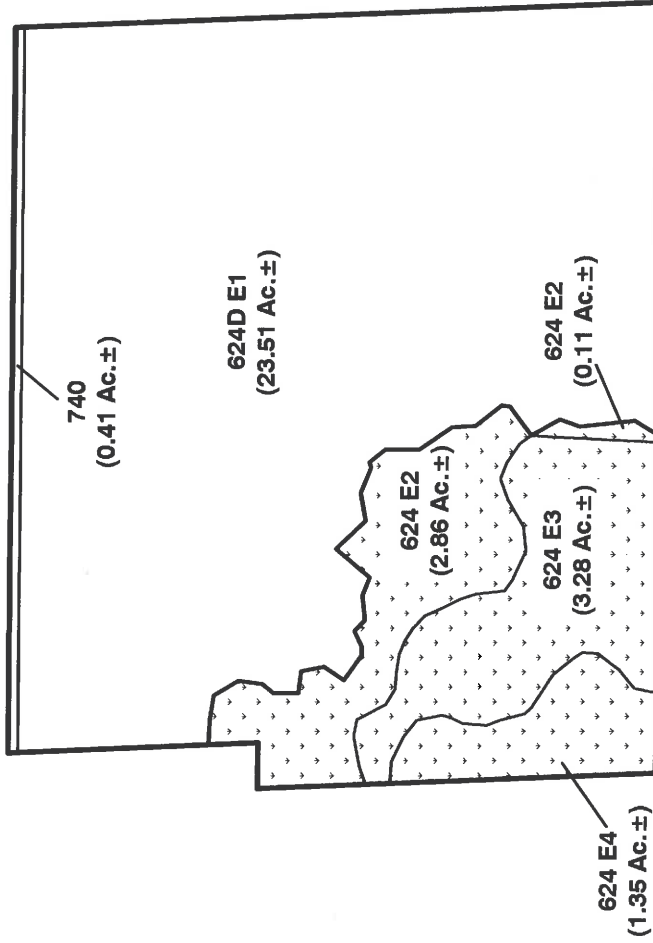 740
(0.41 Ac.±)
624D E1
(23.51 Ac.±)
624 E2
(0.11 Ac.±)
624 E2
(2.86 Ac.±)
624 E3
(3.28 Ac.±)
624 E4
(1.35 Ac.±)